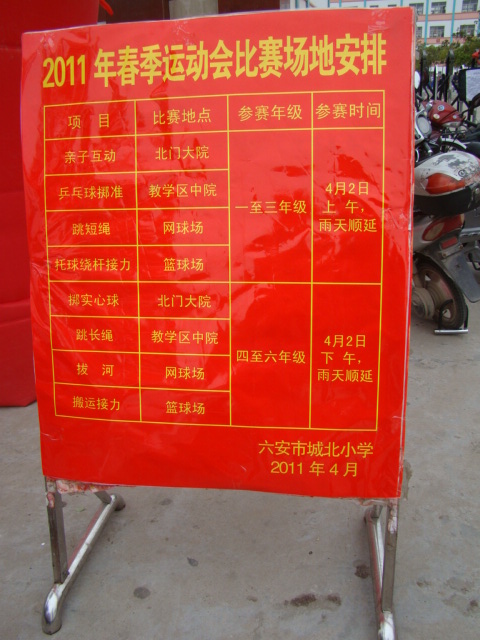 2011年春季运动会比赛场地安排
项 目 比赛地点 参赛年级 参赛时间
亲子互动 北门大院
乒乓球掷准 教学区中院
跳短绳 网球场
托球绕杆接力 篮球场
一至三年级
4月2日
上 午,
雨天顺延
掷实心球 北门大院
跳长绳 教学区中院
拔 河 网球场
搬运接力 篮球场
四至六年级
4月2日
下 午,
雨天顺延
六安市城北小学
2011年4月